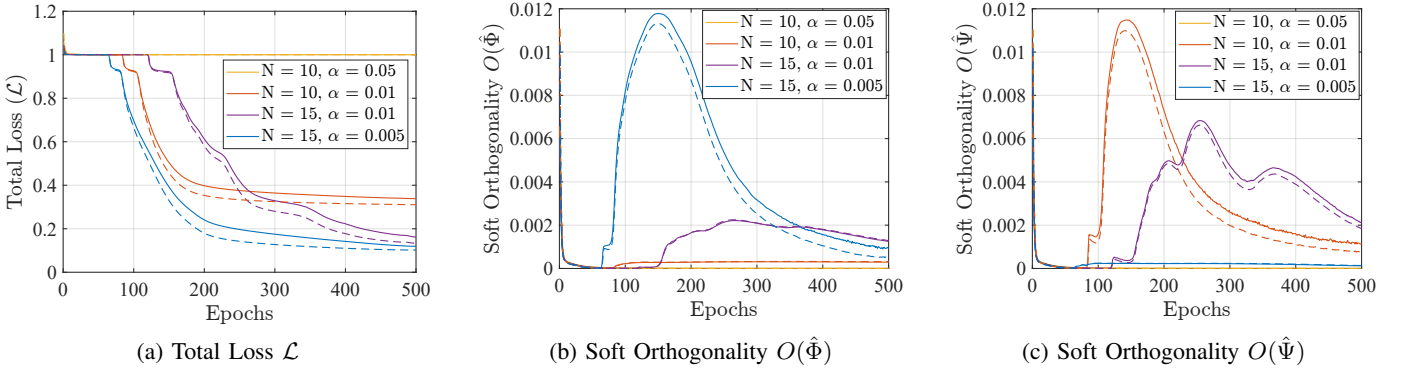 Total Loss (ℒ)
1.2
1
0.8
0.6
0.4
0.2
0
0
100
200
300
400
500
Epochs
N = 10, α = 0.05
N = 10, α = 0.01
N = 15, α = 0.01
N = 15, α = 0.005
(a) Total Loss ℒ
Soft Orthogonality O(Φ̂)
0.012
0.01
0.008
0.006
0.004
0.002
0
0
100
200
300
400
500
Epochs
N = 10, α = 0.05
N = 10, α = 0.01
N = 15, α = 0.01
N = 15, α = 0.005
(b) Soft Orthogonality O(Φ̂)
Soft Orthogonality O(Ψ̂)
0.012
0.01
0.008
0.006
0.004
0.002
0
0
100
200
300
400
500
Epochs
N = 10, α = 0.05
N = 10, α = 0.01
N = 15, α = 0.01
N = 15, α = 0.005
(c) Soft Orthogonality O(Ψ̂)